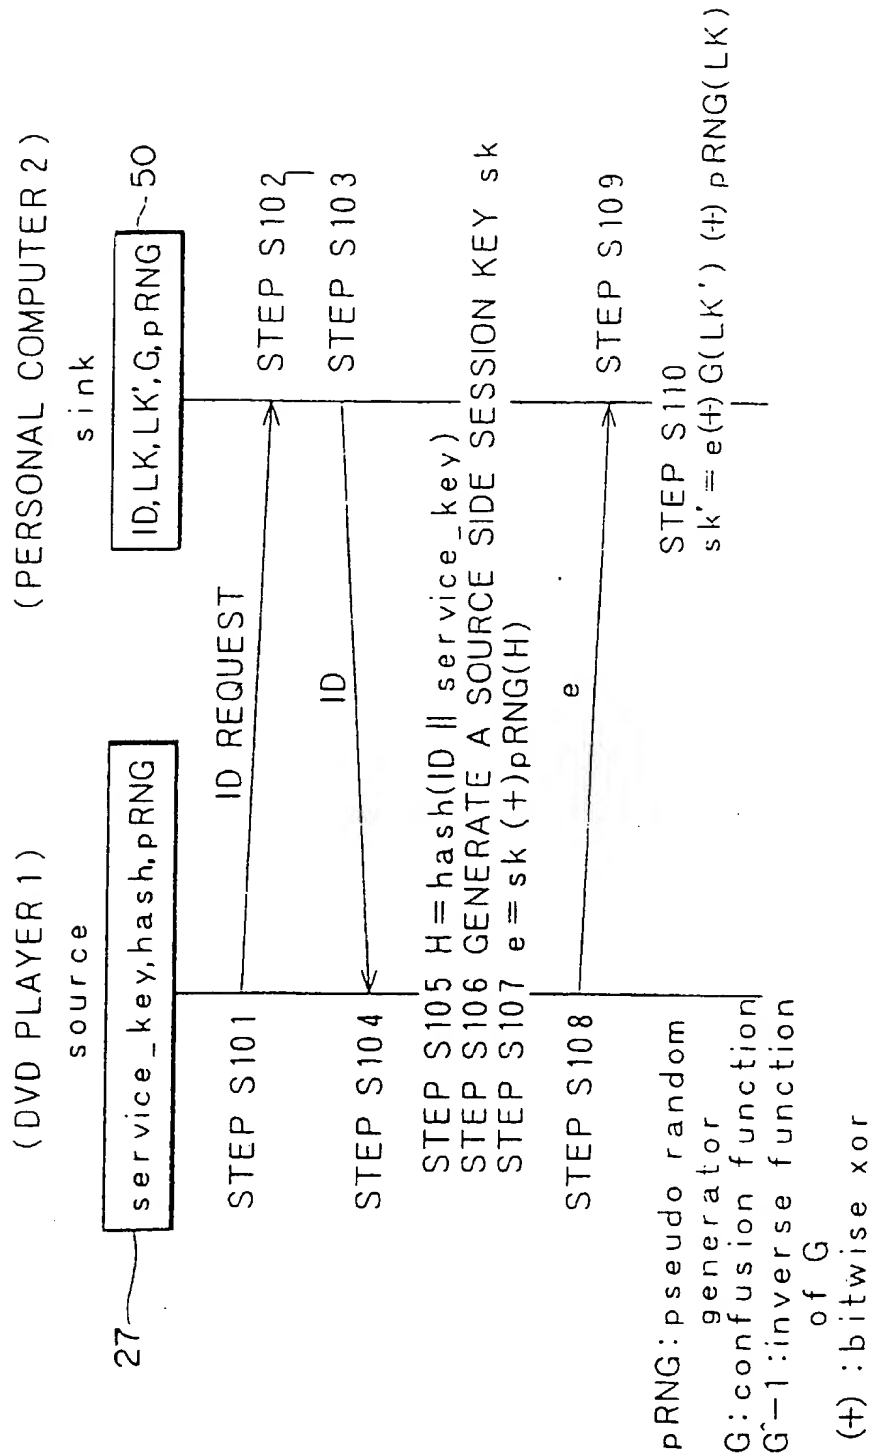 (DVD PLAYER 1)
(PERSONAL COMPUTER 2)
source
sink
27
service_key,hash,pRNG
ID,LK,LK',G,pRNG
50
STEP S101
ID REQUEST
STEP S102
STEP S104
ID
STEP S103
STEP S105 H=hash(ID || service_key)
STEP S106 GENERATE A SOURCE SIDE SESSION KEY sk
STEP S107 e=sk (+)pRNG(H)
STEP S108
e
STEP S109
STEP S110
sk'=e(+)G(LK') (+) pRNG(LK)
pRNG:pseudo random
generator
G:confusion function
G^-1:inverse function
of G
(+) :bitwise xor